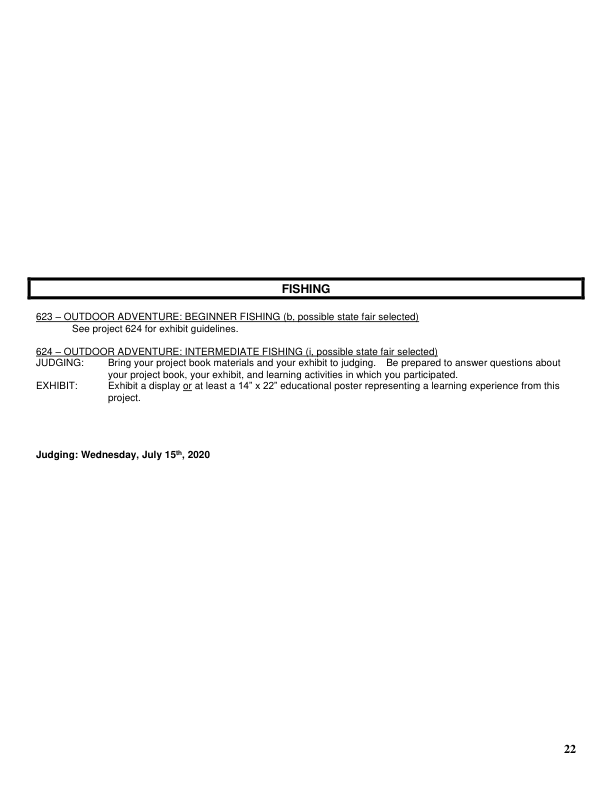 FISHING
623 – OUTDOOR ADVENTURE: BEGINNER FISHING (b, possible state fair selected)
See project 624 for exhibit guidelines.
624 – OUTDOOR ADVENTURE: INTERMEDIATE FISHING (i, possible state fair selected)
JUDGING: Bring your project book materials and your exhibit to judging. Be prepared to answer questions about
your project book, your exhibit, and learning activities in which you participated.
EXHIBIT: Exhibit a display or at least a 14” x 22” educational poster representing a learning experience from this
project.
Judging: Wednesday, July 15th, 2020
22